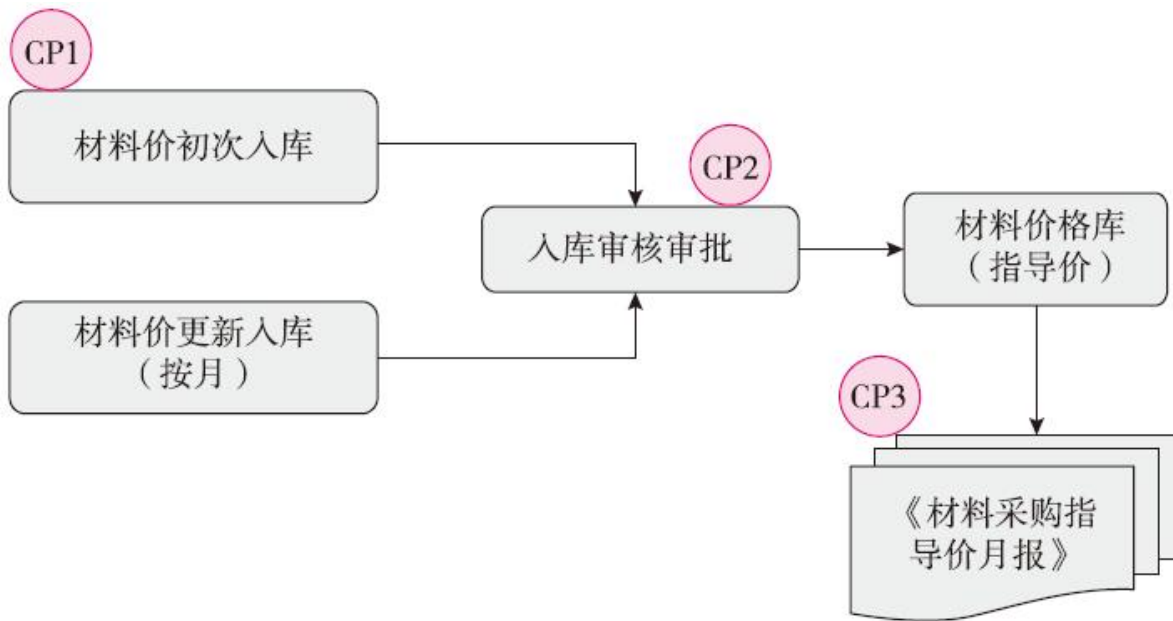 CP1
材料价初次入库
CP2
入库审核审批
材料价格库
（指导价）
材料价更新入库
（按月）
CP3
《材料采购指
导价月报》